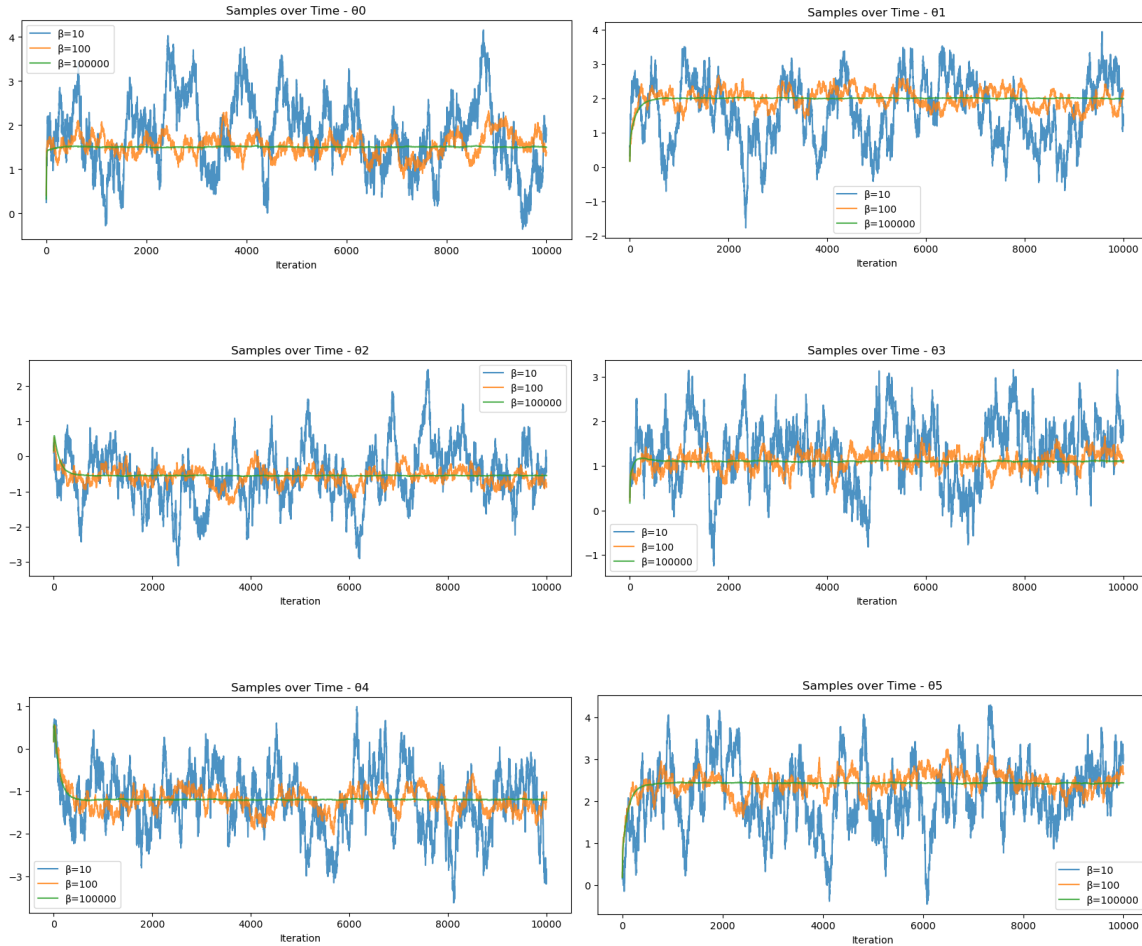 Samples over Time - θ0
β=10
β=100
β=100000
4
3
2
1
0
0 2000 4000 6000 8000 10000
Iteration
Samples over Time - θ1
4
3
2
1
0
−1
−2
β=10
β=100
β=100000
0 2000 4000 6000 8000 10000
Iteration
Samples over Time - θ2
β=10
β=100
β=100000
2
1
0
−1
−2
−3
0 2000 4000 6000 8000 10000
Iteration
Samples over Time - θ3
3
2
1
0
−1
β=10
β=100
β=100000
0 2000 4000 6000 8000 10000
Iteration
Samples over Time - θ4
1
0
−1
−2
−3
β=10
β=100
β=100000
0 2000 4000 6000 8000 10000
Iteration
Samples over Time - θ5
4
3
2
1
0
β=10
β=100
β=100000
0 2000 4000 6000 8000 10000
Iteration